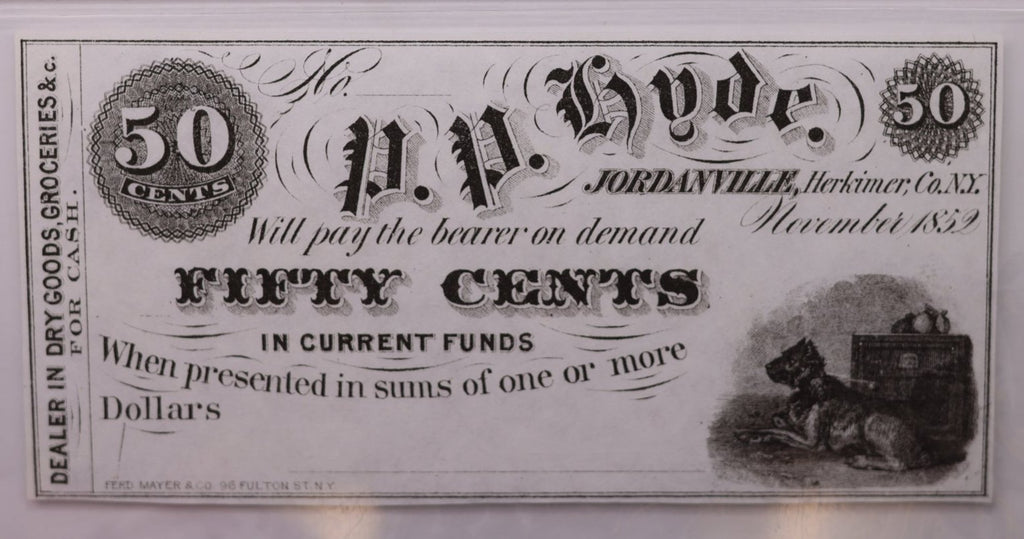 DEALER IN DRY GOODS, GROCERIES & c.
FOR CASH.
50
CENTS
No.
P. P. Hyde.
50
JORDANVILLE, Herkimer, Co. N.Y.
November 1852
Will pay the bearer on demand
FIFTY CENTS
IN CURRENT FUNDS
When presented in sums of one or more
Dollars
FERD MAYER & CO. 96 FULTON ST. N.Y.